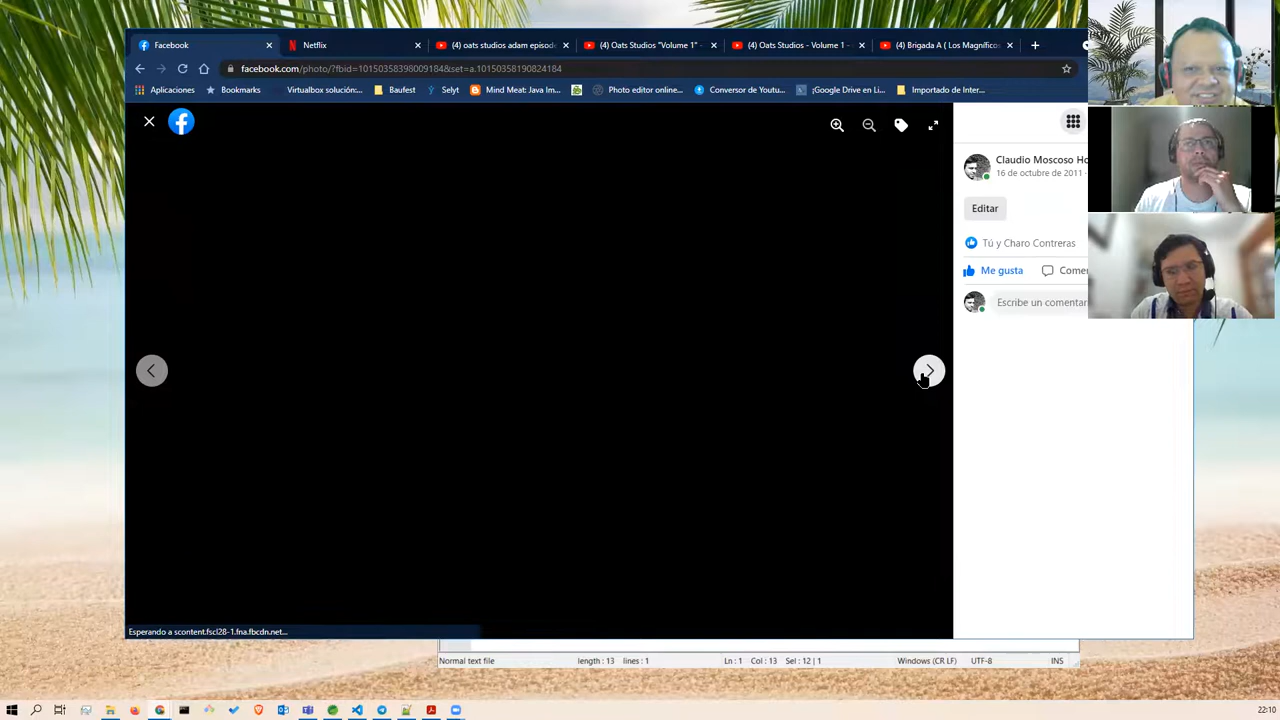 Facebook
Netflix
(4) oats studios adam episode
(4) Oats Studios "Volume 1" -
(4) Oats Studios - Volume 1 -
(4) Brigada A ( Los Magníficos
facebook.com/photo/?fbid=10150358398009184&set=a.10150358190824184
Aplicaciones
Bookmarks
Virtualbox solución:...
Baufest
Selyt
Mind Meat: Java Im...
Photo editor online...
Conversor de Youtu...
¡Google Drive en Li...
Importado de Inter...
Claudio Moscoso Ho
16 de octubre de 2011 ·
Editar
Tú y Charo Contreras
Me gusta
Comen
Escribe un comentar
Esperando a scontent.fscl28-1.fna.fbcdn.net...
Normal text file
length : 13 lines : 1
Ln : 1 Col : 13 Sel : 12 | 1
Windows (CR LF)
UTF-8
INS
22:10